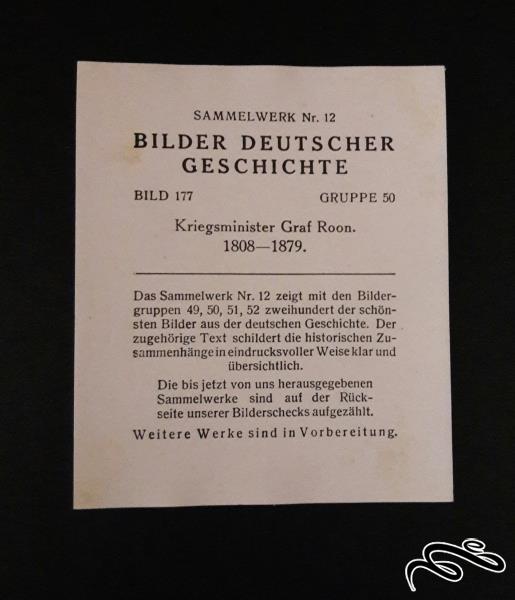 SAMMELWERK Nr. 12
BILDER DEUTSCHER
GESCHICHTE
BILD 177 GRUPPE 50
Kriegsminister Graf Roon.
1808—1879.
Das Sammelwerk Nr. 12 zeigt mit den Bilder-
gruppen 49, 50, 51, 52 zweihundert der schön-
sten Bilder aus der deutschen Geschichte. Der
zugehörige Text schildert die historischen Zu-
sammenhänge in eindrucksvoller Weise klar und
übersichtlich.
Die bis jetzt von uns herausgegebenen
Sammelwerke sind auf der Rück-
seite unserer Bilderschecks aufgezählt.
Weitere Werke sind in Vorbereitung.